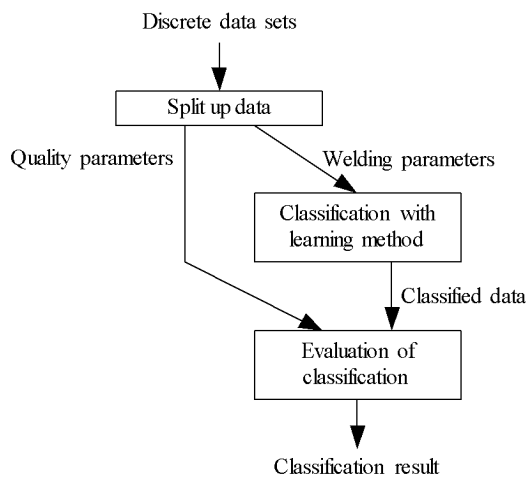 Discrete data sets
Split up data
Quality parameters
Welding parameters
Classification with
learning method
Classified data
Evaluation of
classification
Classification result